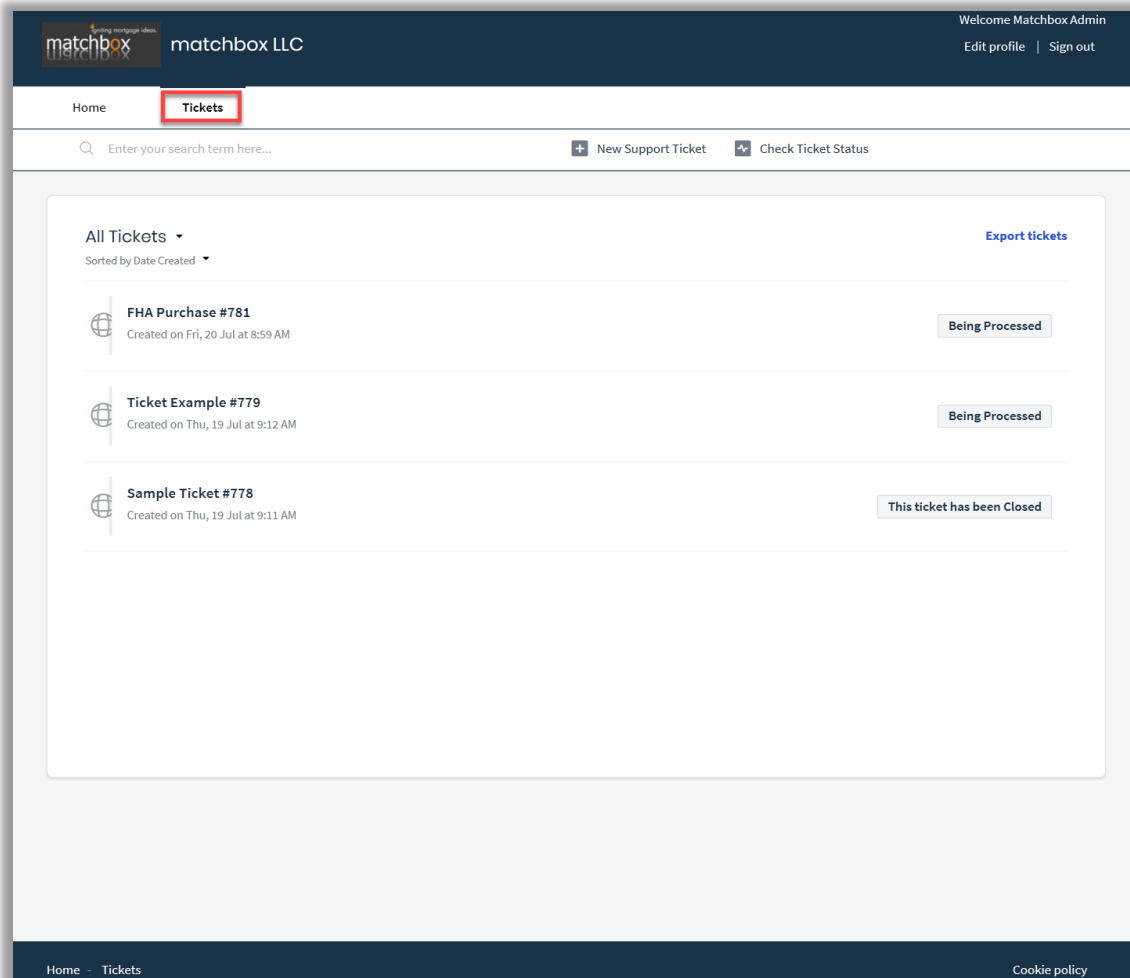 Welcome Matchbox Admin
igniting mortgage ideas.
matchbox
matchbox LLC
Edit profile | Sign out
Home
Tickets
Enter your search term here...
New Support Ticket
Check Ticket Status
All Tickets
Export tickets
Sorted by Date Created
FHA Purchase #781
Created on Fri, 20 Jul at 8:59 AM
Being Processed
Ticket Example #779
Created on Thu, 19 Jul at 9:12 AM
Being Processed
Sample Ticket #778
Created on Thu, 19 Jul at 9:11 AM
This ticket has been Closed
Home - Tickets
Cookie policy